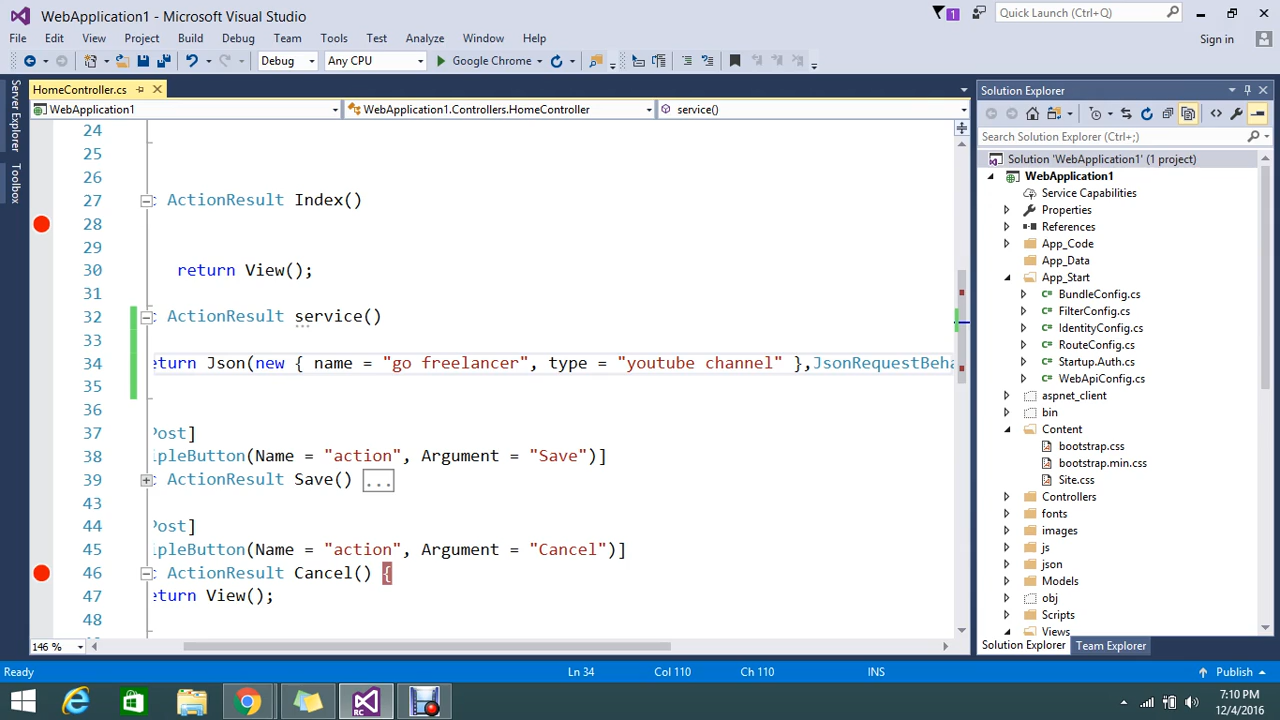 WebApplication1 - Microsoft Visual Studio
1
Quick Launch (Ctrl+Q)
File Edit View Project Build Debug Team Tools Test Analyze Window Help
Sign in
Debug Any CPU Google Chrome
HomeController.cs
Solution Explorer
WebApplication1 WebApplication1.Controllers.HomeController service()
Search Solution Explorer (Ctrl+;)
Server Explorer
Toolbox
24
25
26
27 c ActionResult Index()
28
29
30 return View();
31
32 c ActionResult service()
33
34 eturn Json(new { name = "go freelancer", type = "youtube channel" },JsonRequestBeha
35
36
37 Post]
38 ipleButton(Name = "action", Argument = "Save")]
39 c ActionResult Save() ...
43
44 Post]
45 ipleButton(Name = "action", Argument = "Cancel")]
46 c ActionResult Cancel() {
47 eturn View();
48
146 %
Solution 'WebApplication1' (1 project)
WebApplication1
Service Capabilities
Properties
References
App_Code
App_Data
App_Start
BundleConfig.cs
FilterConfig.cs
IdentityConfig.cs
RouteConfig.cs
Startup.Auth.cs
WebApiConfig.cs
aspnet_client
bin
Content
bootstrap.css
bootstrap.min.css
Site.css
Controllers
fonts
images
js
json
Models
obj
Scripts
Views
Solution Explorer Team Explorer
Ready Ln 34 Col 110 Ch 110 INS Publish
RC
7:10 PM
12/4/2016